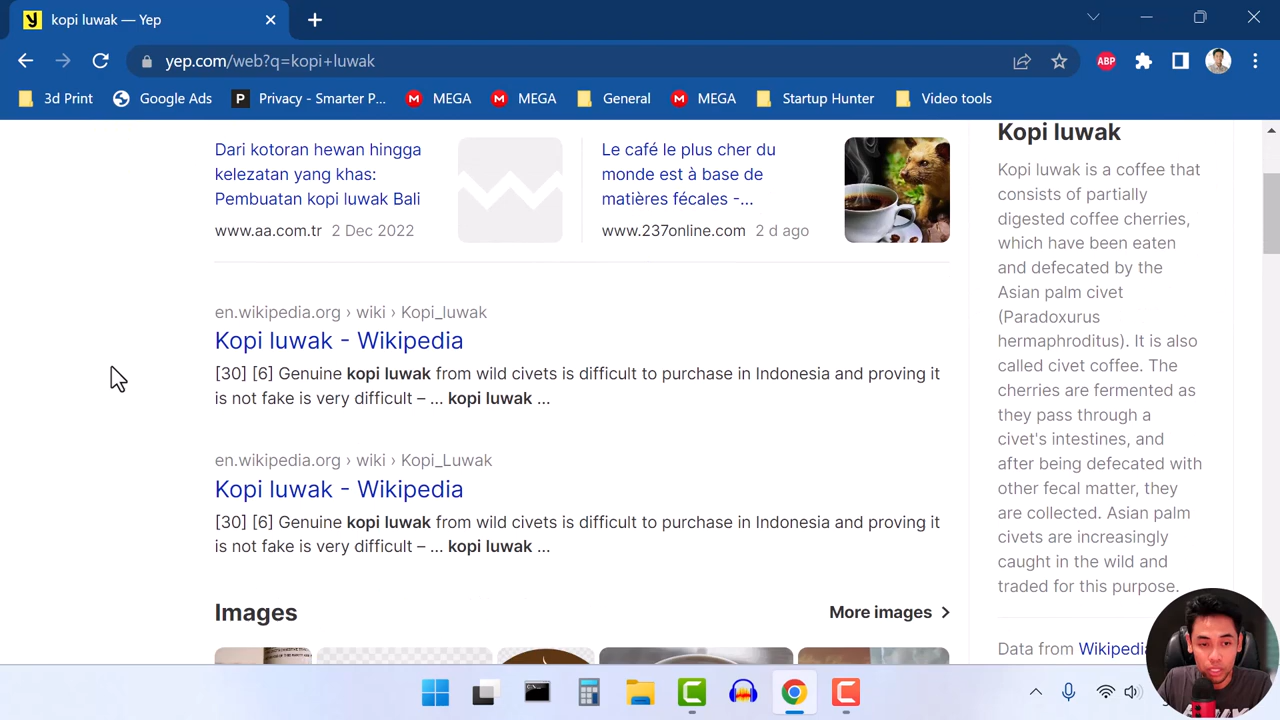 kopi luwak — Yep
yep.com/web?q=kopi+luwak
ABP
3d Print
Google Ads
Privacy - Smarter P...
MEGA
MEGA
General
MEGA
Startup Hunter
Video tools
Dari kotoran hewan hingga
kelezatan yang khas:
Pembuatan kopi luwak Bali
www.aa.com.tr 2 Dec 2022
Le café le plus cher du
monde est à base de
matières fécales -...
www.237online.com 2 d ago
en.wikipedia.org › wiki › Kopi_luwak
Kopi luwak - Wikipedia
[30] [6] Genuine kopi luwak from wild civets is difficult to purchase in Indonesia and proving it
is not fake is very difficult – ... kopi luwak ...
en.wikipedia.org › wiki › Kopi_Luwak
Kopi luwak - Wikipedia
[30] [6] Genuine kopi luwak from wild civets is difficult to purchase in Indonesia and proving it
is not fake is very difficult – ... kopi luwak ...
Images
More images
Kopi luwak
Kopi luwak is a coffee that
consists of partially
digested coffee cherries,
which have been eaten
and defecated by the
Asian palm civet
(Paradoxurus
hermaphroditus). It is also
called civet coffee. The
cherries are fermented as
they pass through a
civet's intestines, and
after being defecated with
other fecal matter, they
are collected. Asian palm
civets are increasingly
caught in the wild and
traded for this purpose.
Data from Wikipedia